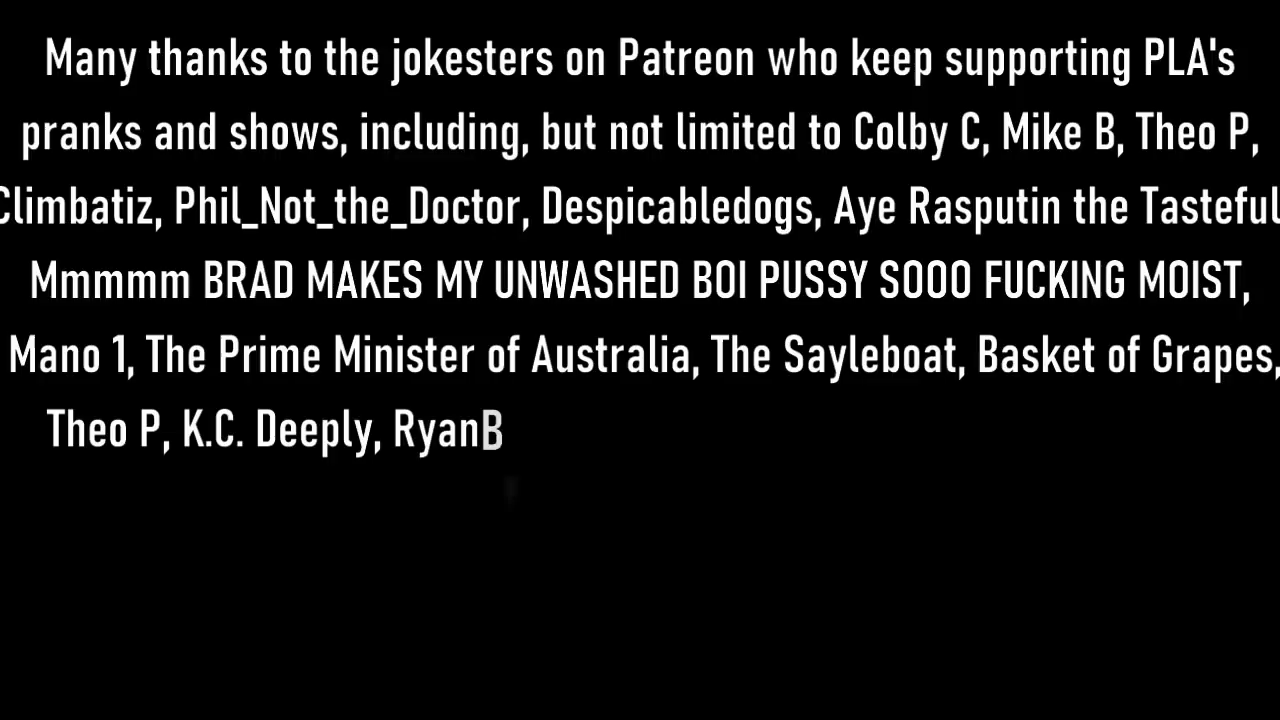 Many thanks to the jokesters on Patreon who keep supporting PLA's
pranks and shows, including, but not limited to Colby C, Mike B, Theo P,
Climbatiz, Phil_Not_the_Doctor, Despicabledogs, Aye Rasputin the Tasteful
Mmmmm BRAD MAKES MY UNWASHED BOI PUSSY SOOO FUCKING MOIST,
Mano 1, The Prime Minister of Australia, The Sayleboat, Basket of Grapes,
Theo P, K.C. Deeply, RyanB